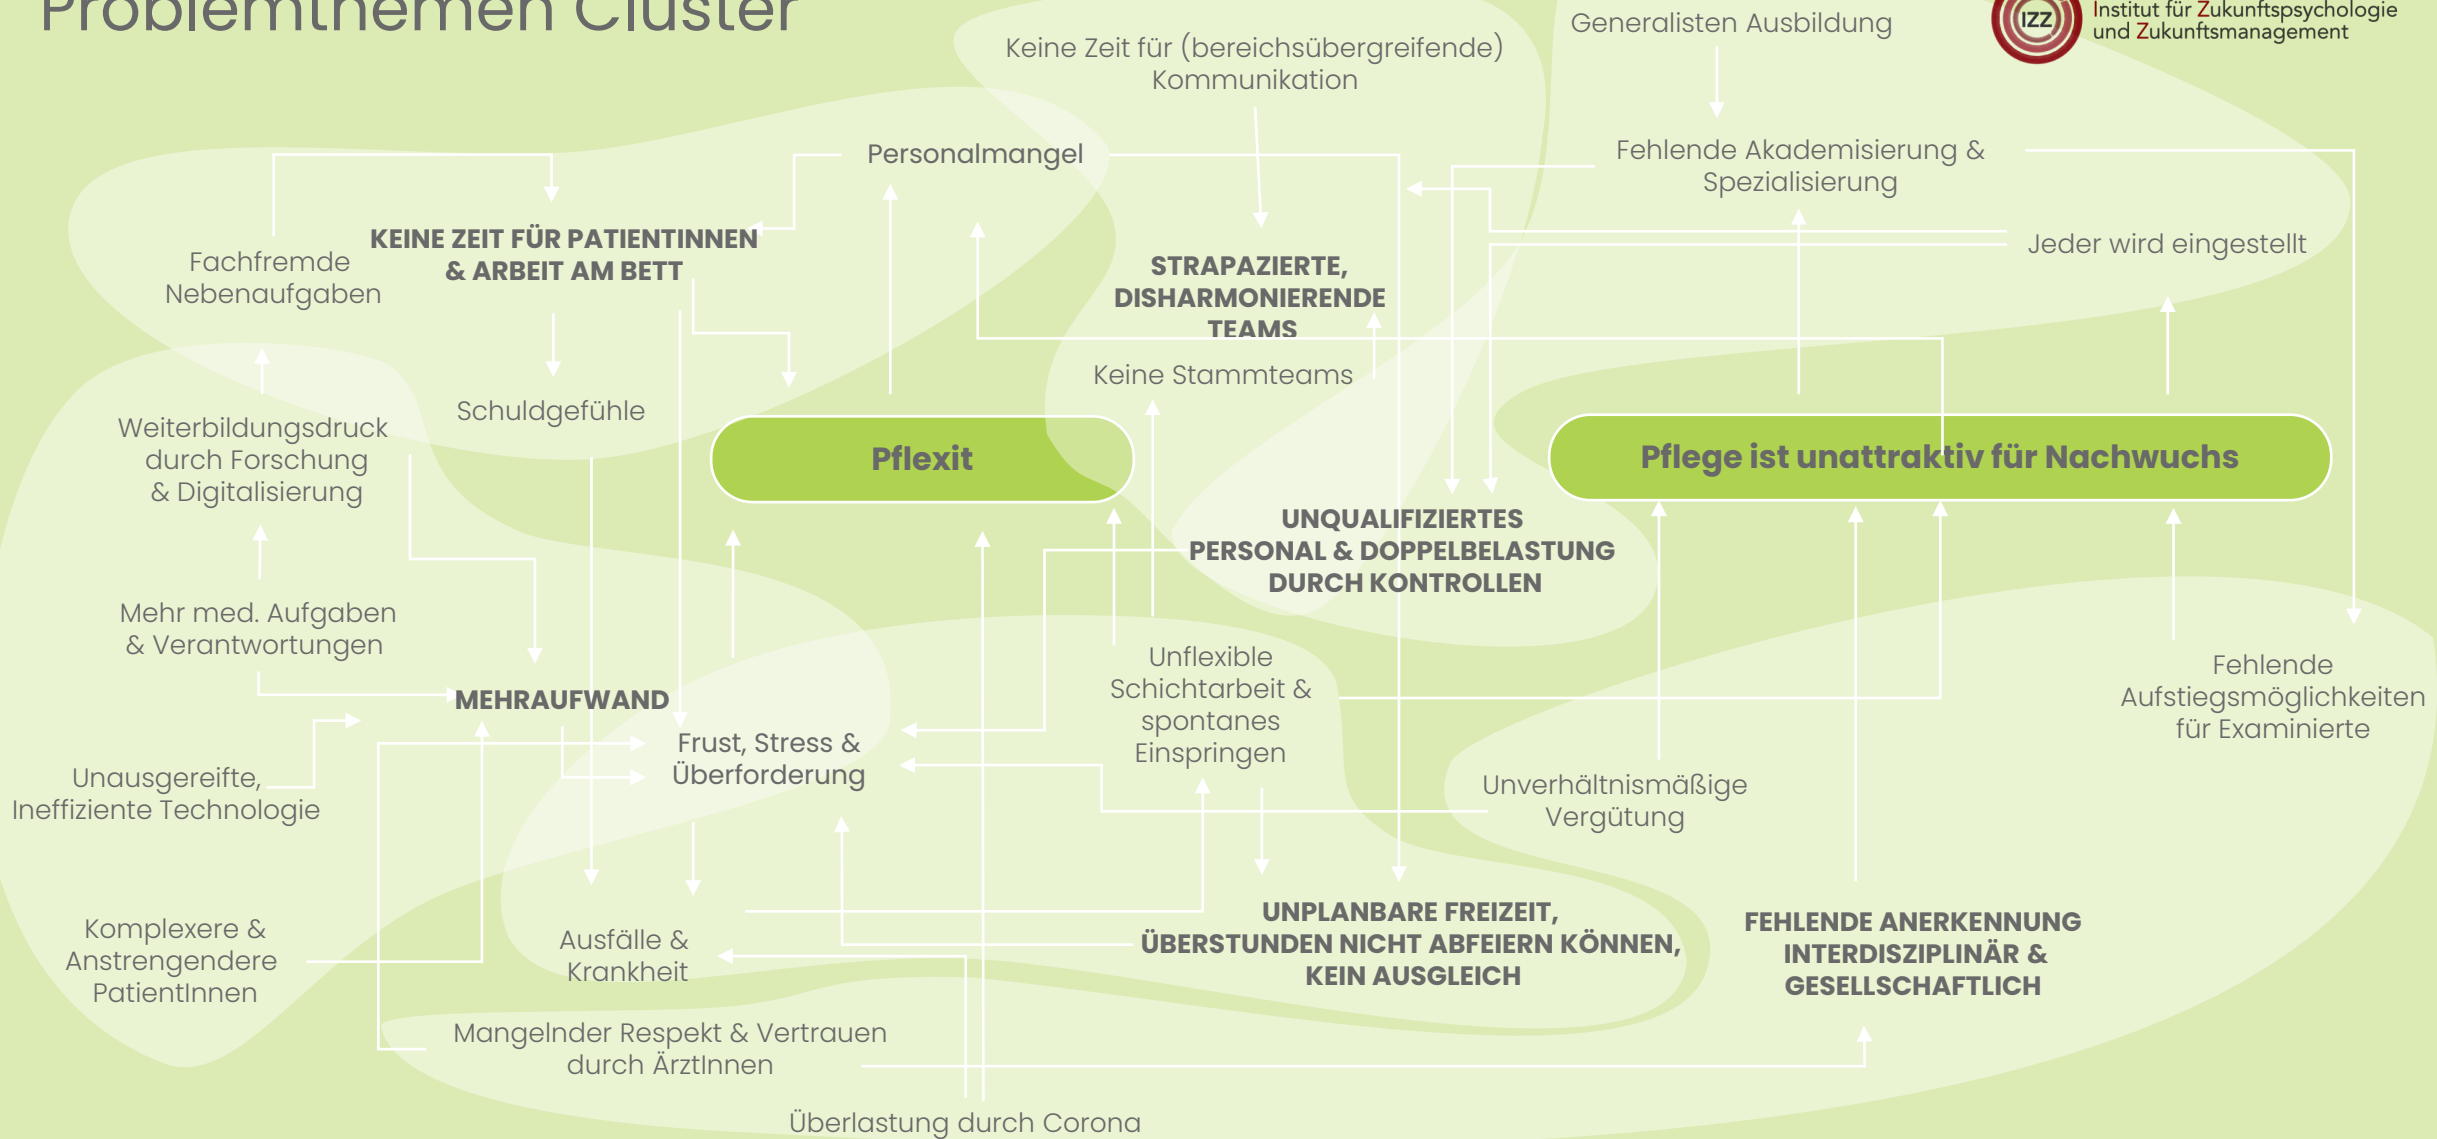 Problemthemen Cluster
IZZ
Institut für Zukunftspsychologie
und Zukunftsmanagement
Generalisten Ausbildung
Keine Zeit für (bereichsübergreifende)
Kommunikation
Personalmangel
Fehlende Akademisierung &
Spezialisierung
KEINE ZEIT FÜR PATIENTINNEN
& ARBEIT AM BETT
Fachfremde
Nebenaufgaben
STRAPAZIERTE,
DISHARMONIERENDE
TEAMS
Jeder wird eingestellt
Keine Stammteams
Schuldgefühle
Weiterbildungsdruck
durch Forschung
& Digitalisierung
Pflexit
Pflege ist unattraktiv für Nachwuchs
UNQUALIFIZIERTES
PERSONAL & DOPPELBELASTUNG
DURCH KONTROLLEN
Mehr med. Aufgaben
& Verantwortungen
Unflexible
Schichtarbeit &
spontanes
Einspringen
Fehlende
Aufstiegsmöglichkeiten
für Examinierte
MEHRAUFWAND
Frust, Stress &
Überforderung
Unausgereifte,
Ineffiziente Technologie
Unverhältnismäßige
Vergütung
Komplexere &
Anstrengendere
PatientInnen
Ausfälle &
Krankheit
UNPLANBARE FREIZEIT,
ÜBERSTUNDEN NICHT ABFEIERN KÖNNEN,
KEIN AUSGLEICH
FEHLENDE ANERKENNUNG
INTERDISZIPLINÄR &
GESELLSCHAFTLICH
Mangelnder Respekt & Vertrauen
durch ÄrztInnen
Überlastung durch Corona